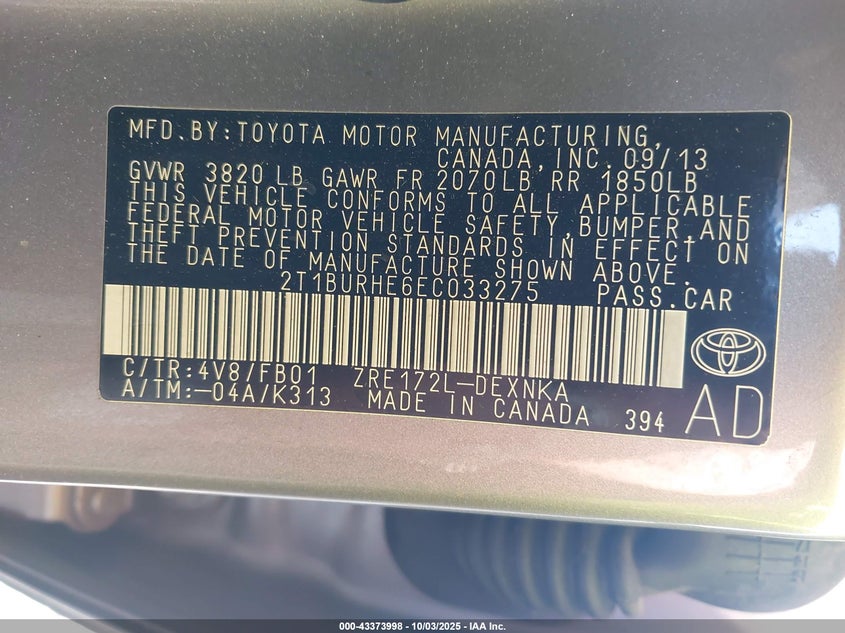 MFD.BY:TOYOTA MOTOR MANUFACTURING,
CANADA,INC.09/13
GVWR 3820 LB GAWR FR 2070LB RR 1850LB
THIS VEHICLE CONFORMS TO ALL APPLICABLE
FEDERAL MOTOR VEHICLE SAFETY,BUMPER,AND
THEFT PREVENTION STANDARDS IN EFFECT ON
THE DATE OF MANUFACTURE SHOWN ABOVE.
2T1BURHE6EC033275 PASS.CAR
C/TR:4V8/FB01 ZRE172L-DEXNKA
A/TM:-04A/K313 MADE IN CANADA 394 AD
000-43373998 - 10/03/2025 - IAA Inc.